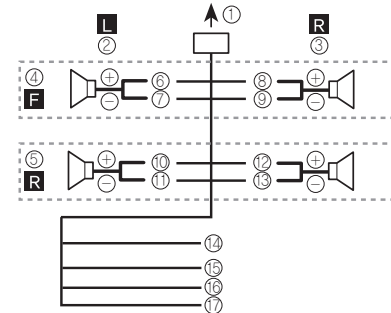 ①
L R
② ③
④ ⊕ ⑥ ⑧ ⊕
F ⊖ ⑦ ⑨ ⊖
⑤ ⊕ ⑩ ⑫ ⊕
R ⊖ ⑪ ⑬ ⊖
⑭
⑮
⑯
⑰